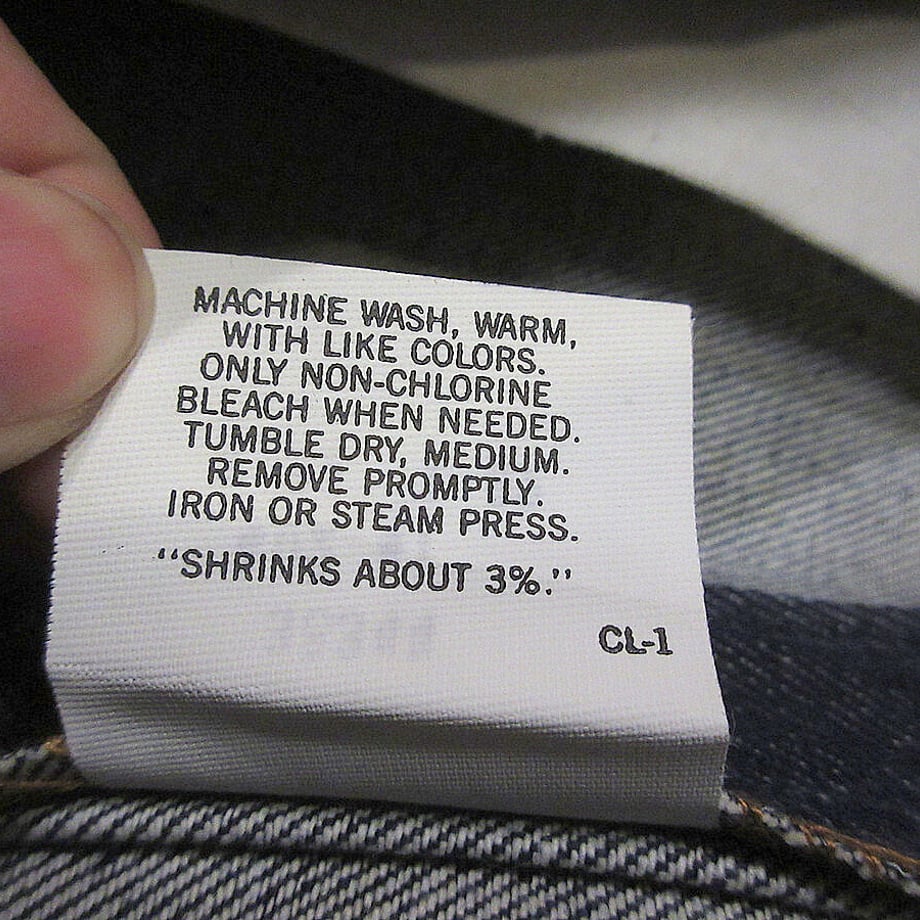 MACHINE WASH, WARM,
WITH LIKE COLORS.
ONLY NON-CHLORINE
BLEACH WHEN NEEDED.
TUMBLE DRY, MEDIUM.
REMOVE PROMPTLY.
IRON OR STEAM PRESS.
“SHRINKS ABOUT 3%.”
CL-1